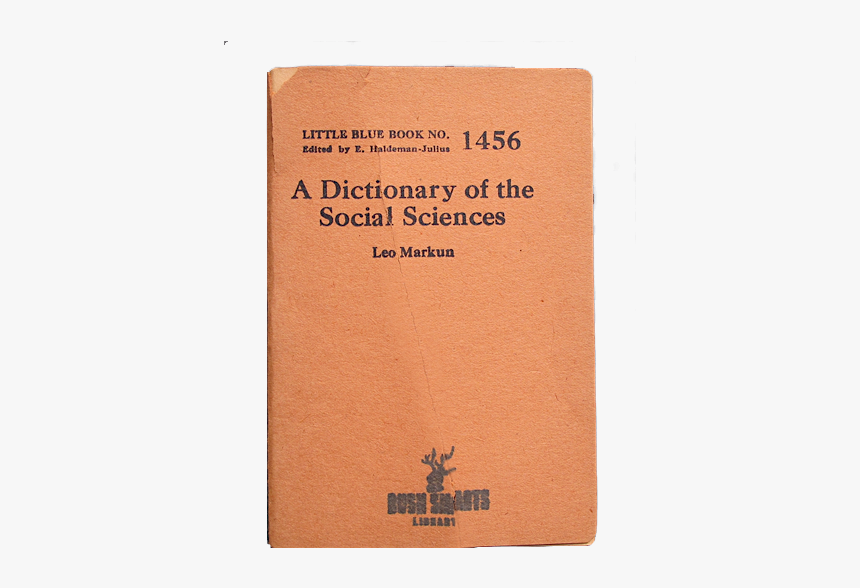 LITTLE BLUE BOOK NO. 1456
Edited by E. Haldeman-Julius
A Dictionary of the
Social Sciences
Leo Markun
BUSH SMARTS
LIBRARY